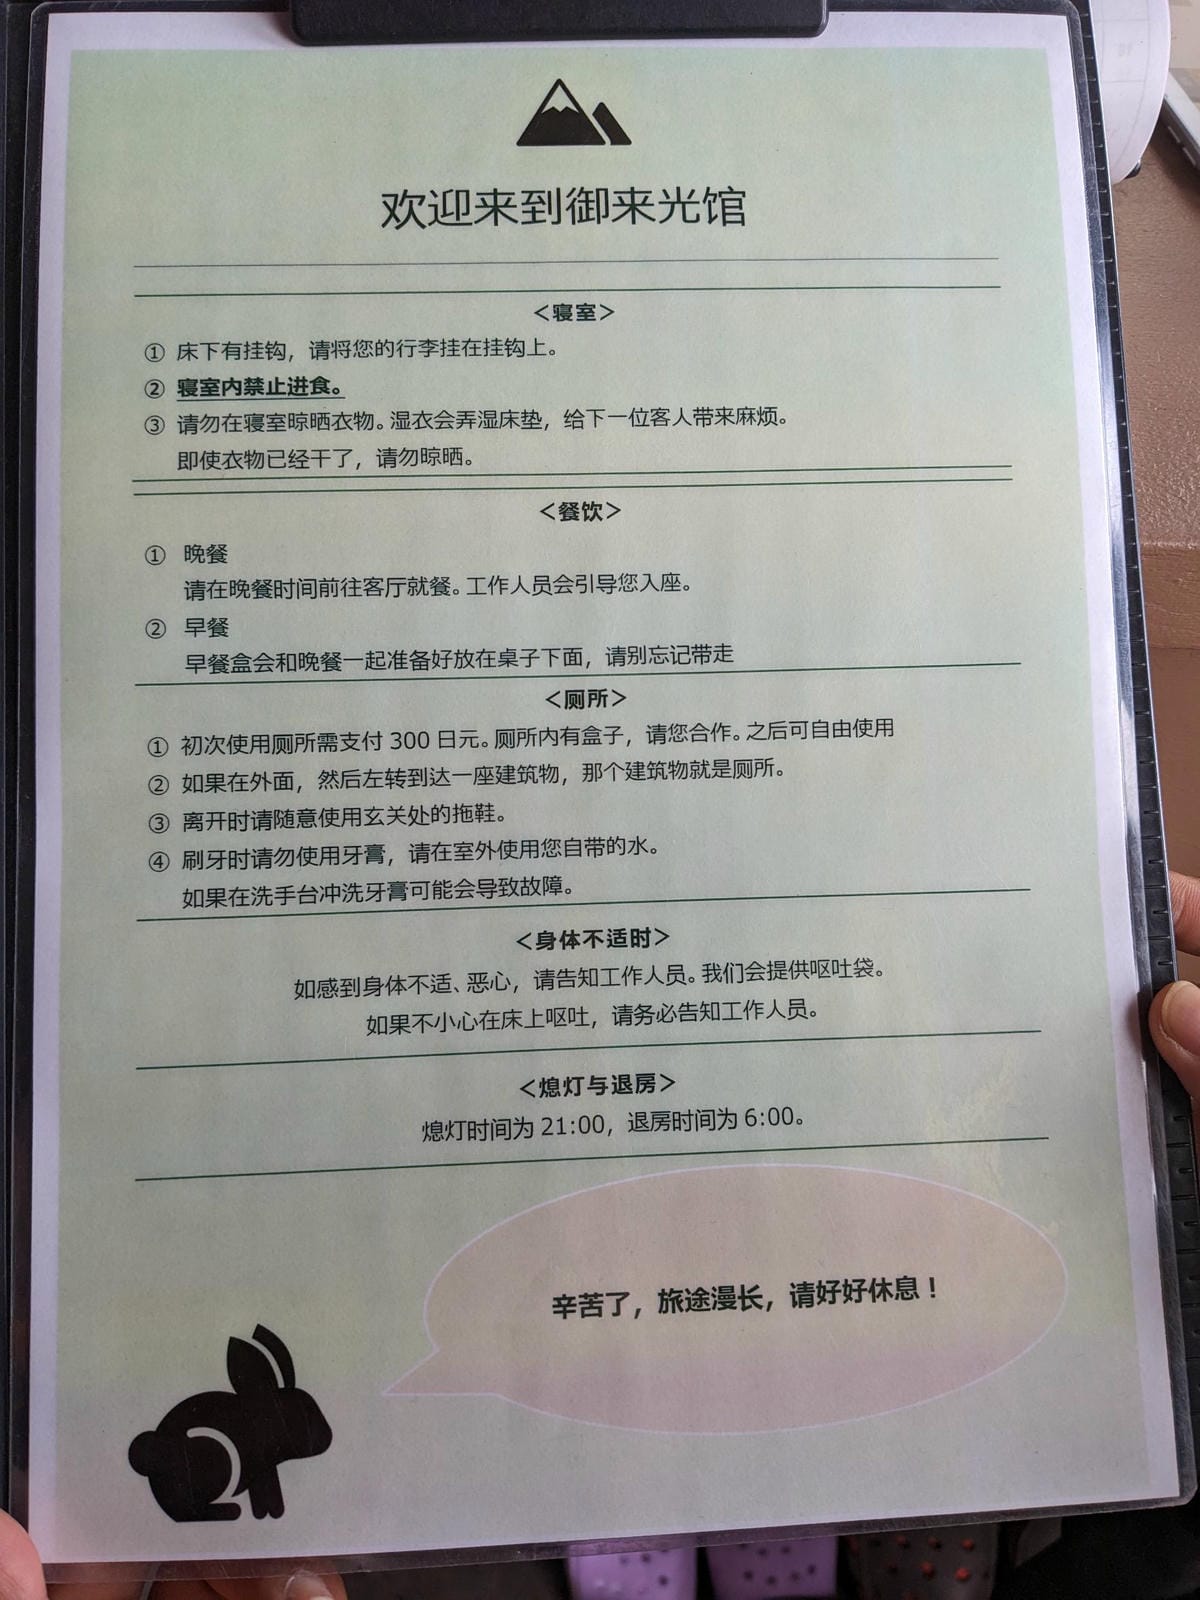 欢迎来到御来光馆
<寝室>
① 床下有挂钩，请将您的行李挂在挂钩上。
② 寝室内禁止进食。
③ 请勿在寝室晾晒衣物。湿衣会弄湿床垫，给下一位客人带来麻烦。
即使衣物已经干了，请勿晾晒。
<餐饮>
① 晚餐
请在晚餐时间前往客厅就餐。工作人员会引导您入座。
② 早餐
早餐盒会和晚餐一起准备好放在桌子下面，请别忘记带走
<厕所>
① 初次使用厕所需支付 300 日元。厕所内有盒子，请您合作。之后可自由使用
② 如果在外面，然后左转到达一座建筑物，那个建筑物就是厕所。
③ 离开时请随意使用玄关处的拖鞋。
④ 刷牙时请勿使用牙膏，请在室外使用您自带的水。
如果在洗手台冲洗牙膏可能会导致故障。
<身体不适时>
如感到身体不适、恶心，请告知工作人员。我们会提供呕吐袋。
如果不小心在床上呕吐，请务必告知工作人员。
<熄灯与退房>
熄灯时间为 21:00，退房时间为 6:00。
辛苦了，旅途漫长，请好好休息！